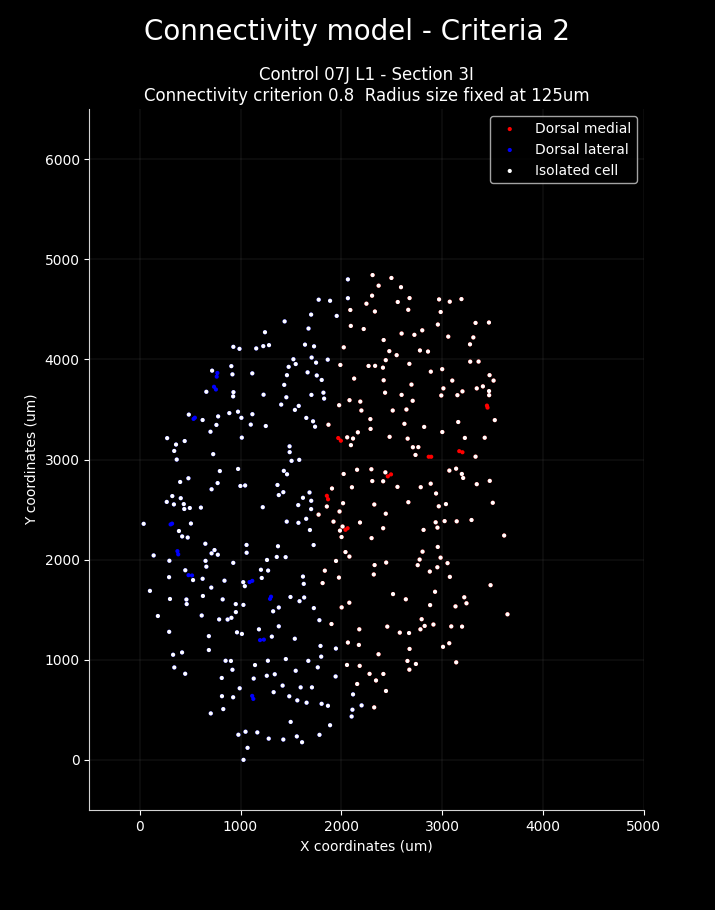 Connectivity model - Criteria 2
Control 07J L1 - Section 3I
Connectivity criterion 0.8  Radius size fixed at 125um
Dorsal medial
Dorsal lateral
Isolated cell
6000
5000
4000
3000
2000
1000
0
Y coordinates (um)
0
1000
2000
3000
4000
5000
X coordinates (um)